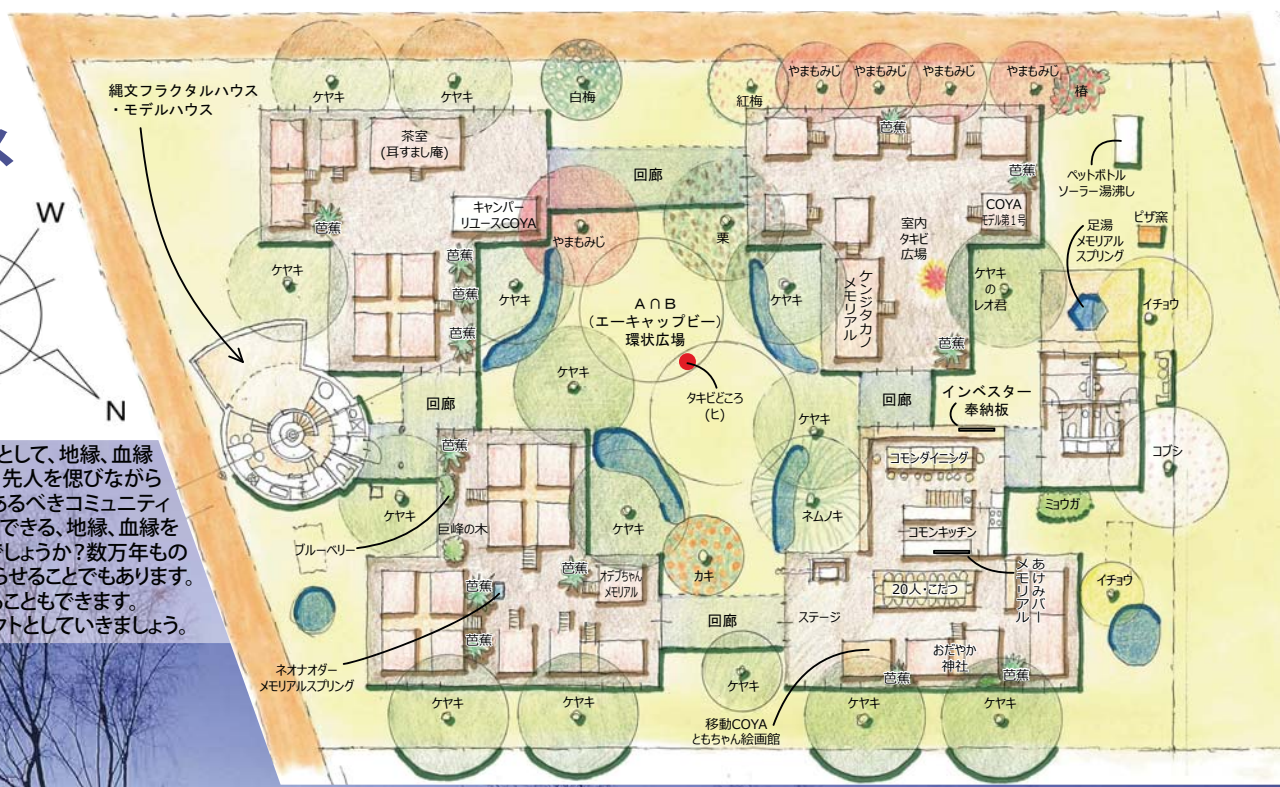 縄文フラクタルハウス
・モデルハウス
ケヤキ
ケヤキ
白梅
紅梅
やまもみじ
やまもみじ
やまもみじ
やまもみじ
椿
茶室
(耳すまし庵)
芭蕉
キャンパー
リユースCOYA
回廊
芭蕉
芭蕉
COYA
モデル第1号
ペットボトル
ソーラー湯沸し
ピザ窯
足湯
メモリアル
スプリング
W
N
ケヤキ
芭蕉
芭蕉
芭蕉
やまもみじ
ケヤキ
栗
ケヤキ
室内
タキビ
広場
ケンジタカノ
メモリアル
ケヤキ
の
レオ君
イチョウ
芭蕉
A∩B
(エーキャップビー)
環状広場
タキビどころ
(ヒ)
ケヤキ
回廊
回廊
インベスター
奉納板
ケヤキ
コモンダイニング
コブシ
芭蕉
ケヤキ
ブルーベリー
巨峰の木
ケヤキ
ネムノキ
コモンキッチン
ミョウガ
カキ
芭蕉
芭蕉
オデブちゃん
メモリアル
芭蕉
回廊
ステージ
20人・こたつ
あけみバー
メモリアル
イチョウ
ネオナオダー
メモリアルスプリング
おだやか
神社
芭蕉
芭蕉
ケヤキ
ケヤキ
ケヤキ
ケヤキ
ケヤキ
移動COYA
ともちゃん絵画館
として、地縁、血縁
先人を偲びながら
あるべきコミュニティ
できる、地縁、血縁を
でしょうか?数万年もの
らせることでもあります。
ることもできます。
クトとしていきましょう。